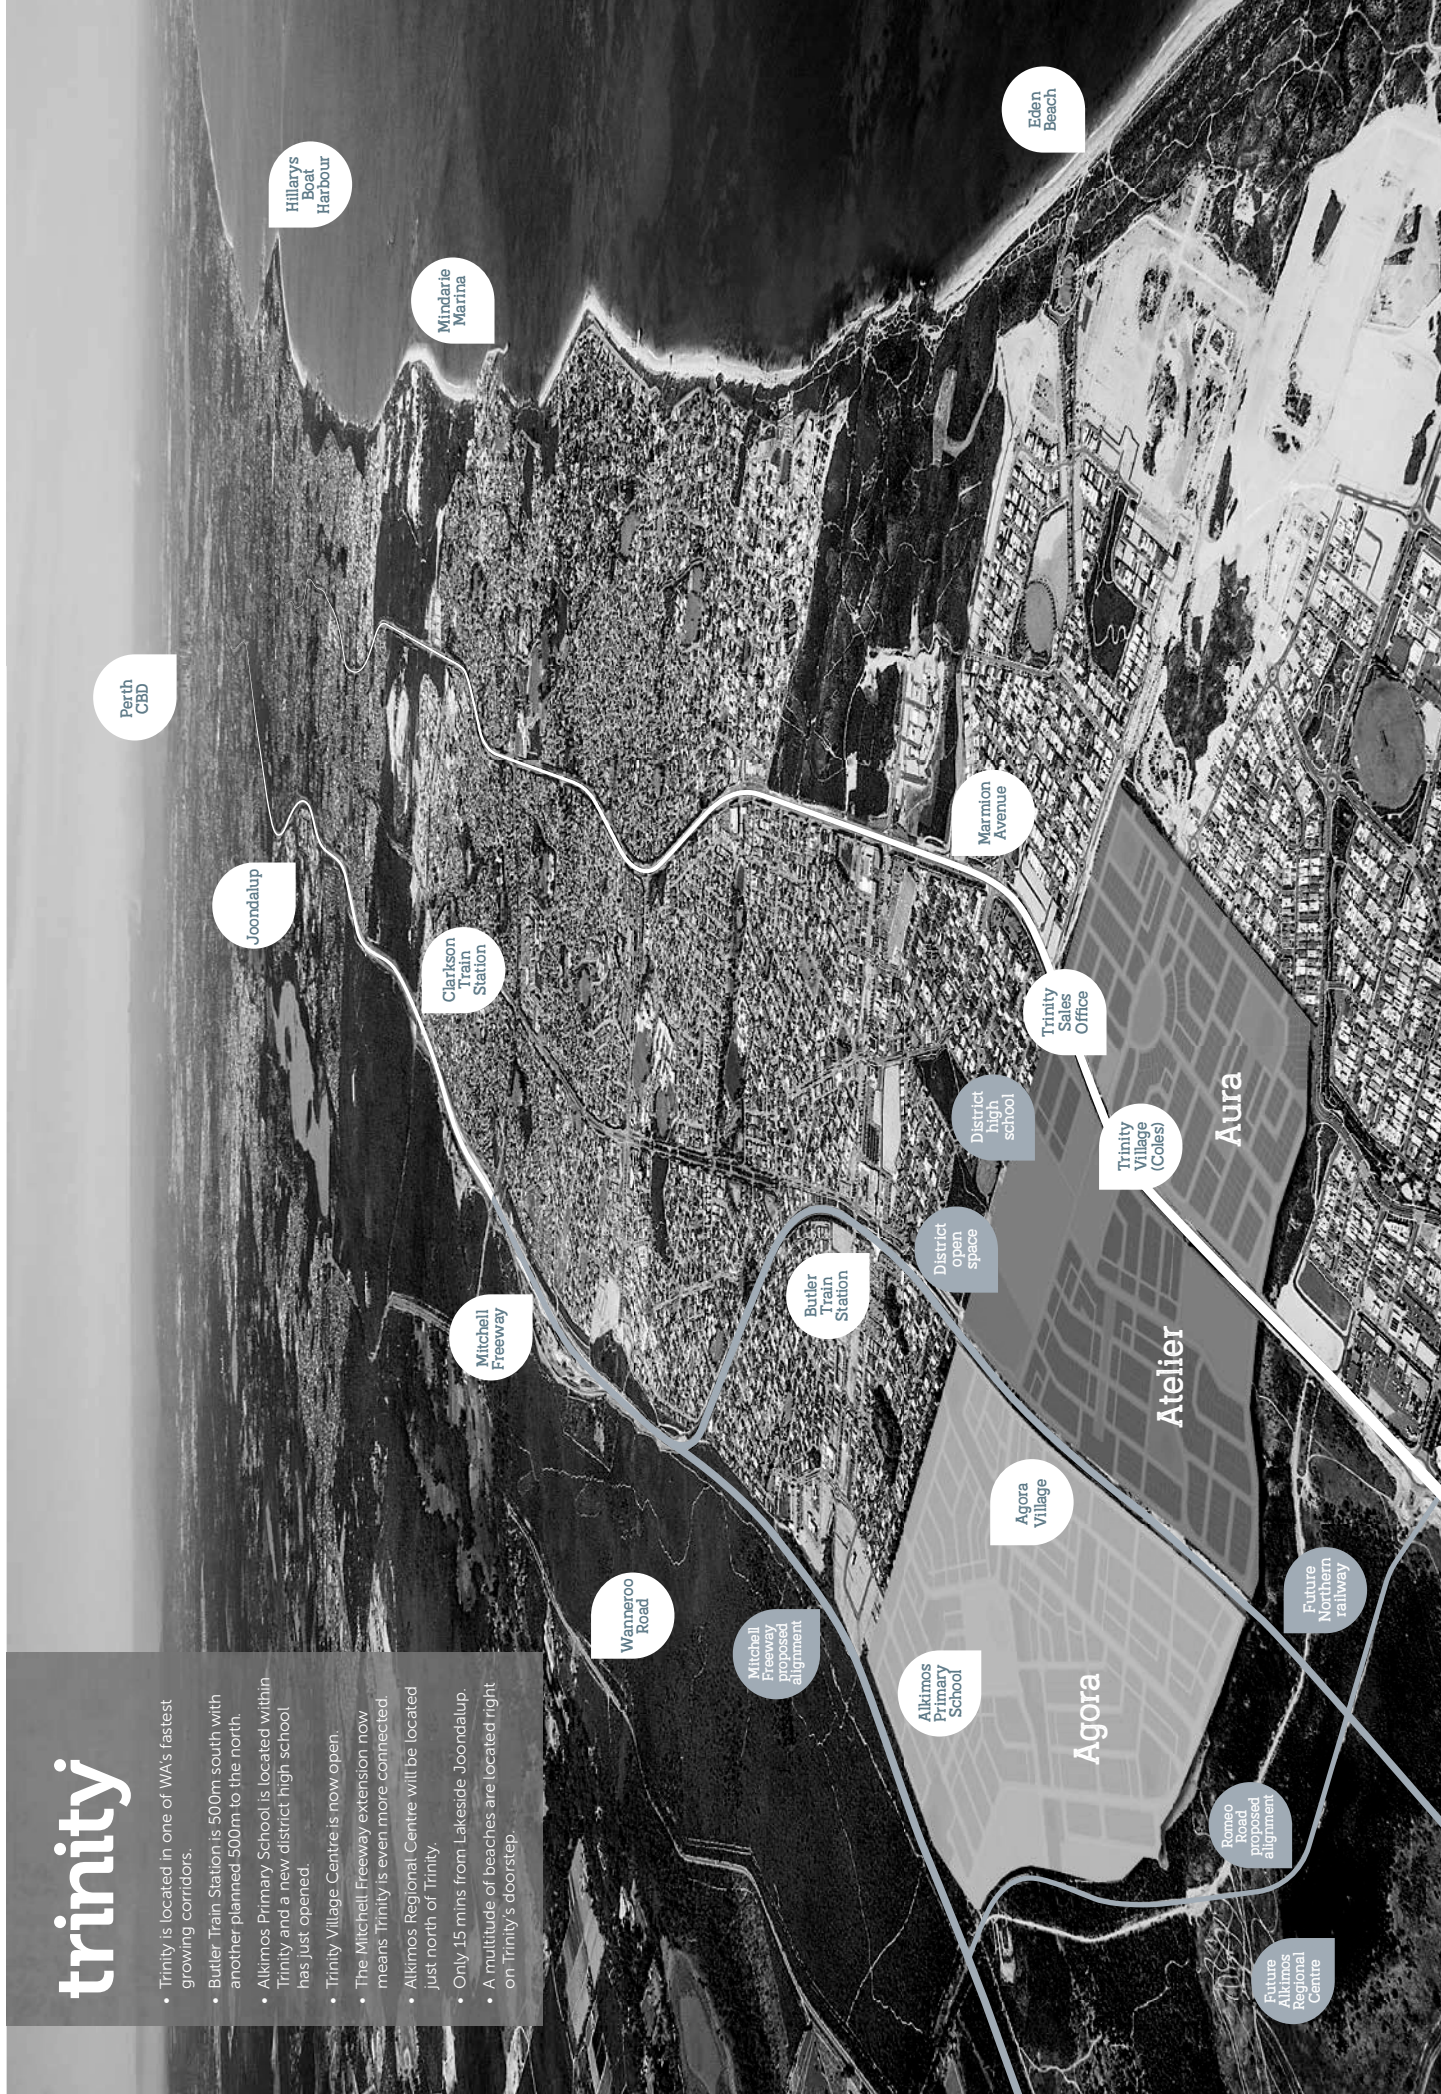 trinity
• Trinity is located in one of WA's fastest
growing corridors.
• Butler Train Station is 500m south with
another planned 500m to the north.
• Alkimos Primary School is located within
Trinity and a new district high school
has just opened.
• Trinity Village Centre is now open.
• The Mitchell Freeway extension now
means Trinity is even more connected.
• Alkimos Regional Centre will be located
just north of Trinity.
• Only 15 mins from Lakeside Joondalup.
• A multitude of beaches are located right
on Trinity's doorstep.
Perth
CBD
Joondalup
Hillarys
Boat
Harbour
Mindarie
Marina
Clarkson
Train
Station
Mitchell
Freeway
Wanneroo
Road
Mitchell
Freeway
proposed
alignment
Butler
Train
Station
Marmion
Avenue
Eden
Beach
District
high
school
District
open
space
Trinity
Sales
Office
Alkimos
Primary
School
Agora
Village
Trinity
Village
(Coles)
Agora
Atelier
Aura
Romeo
Road
proposed
alignment
Future
Northern
railway
Future
Alkimos
Regional
Centre